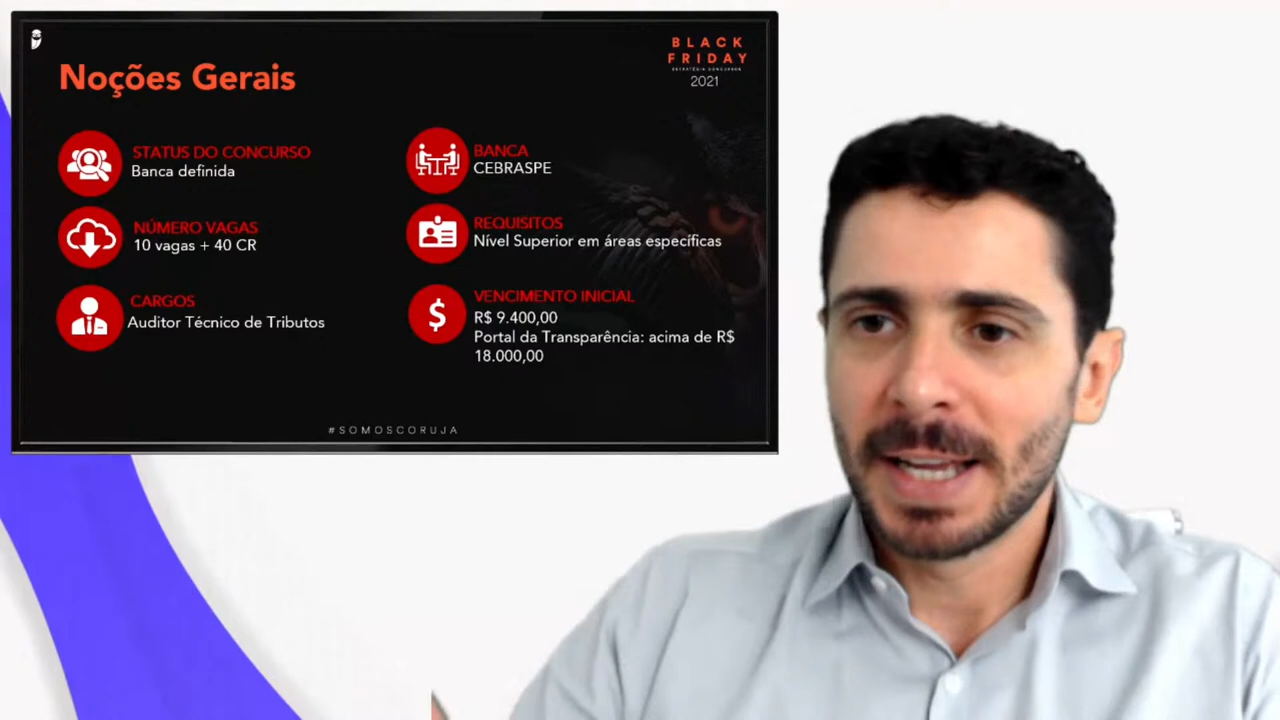 BLACK
FRIDAY
ESTRATÉGIA CONCURSOS
2021
Noções Gerais
STATUS DO CONCURSO
Banca definida
BANCA
CEBRASPE
NÚMERO VAGAS
10 vagas + 40 CR
REQUISITOS
Nível Superior em áreas específicas
CARGOS
Auditor Técnico de Tributos
VENCIMENTO INICIAL
R$ 9.400,00
Portal da Transparência: acima de R$
18.000,00
#SOMOSCORUJA